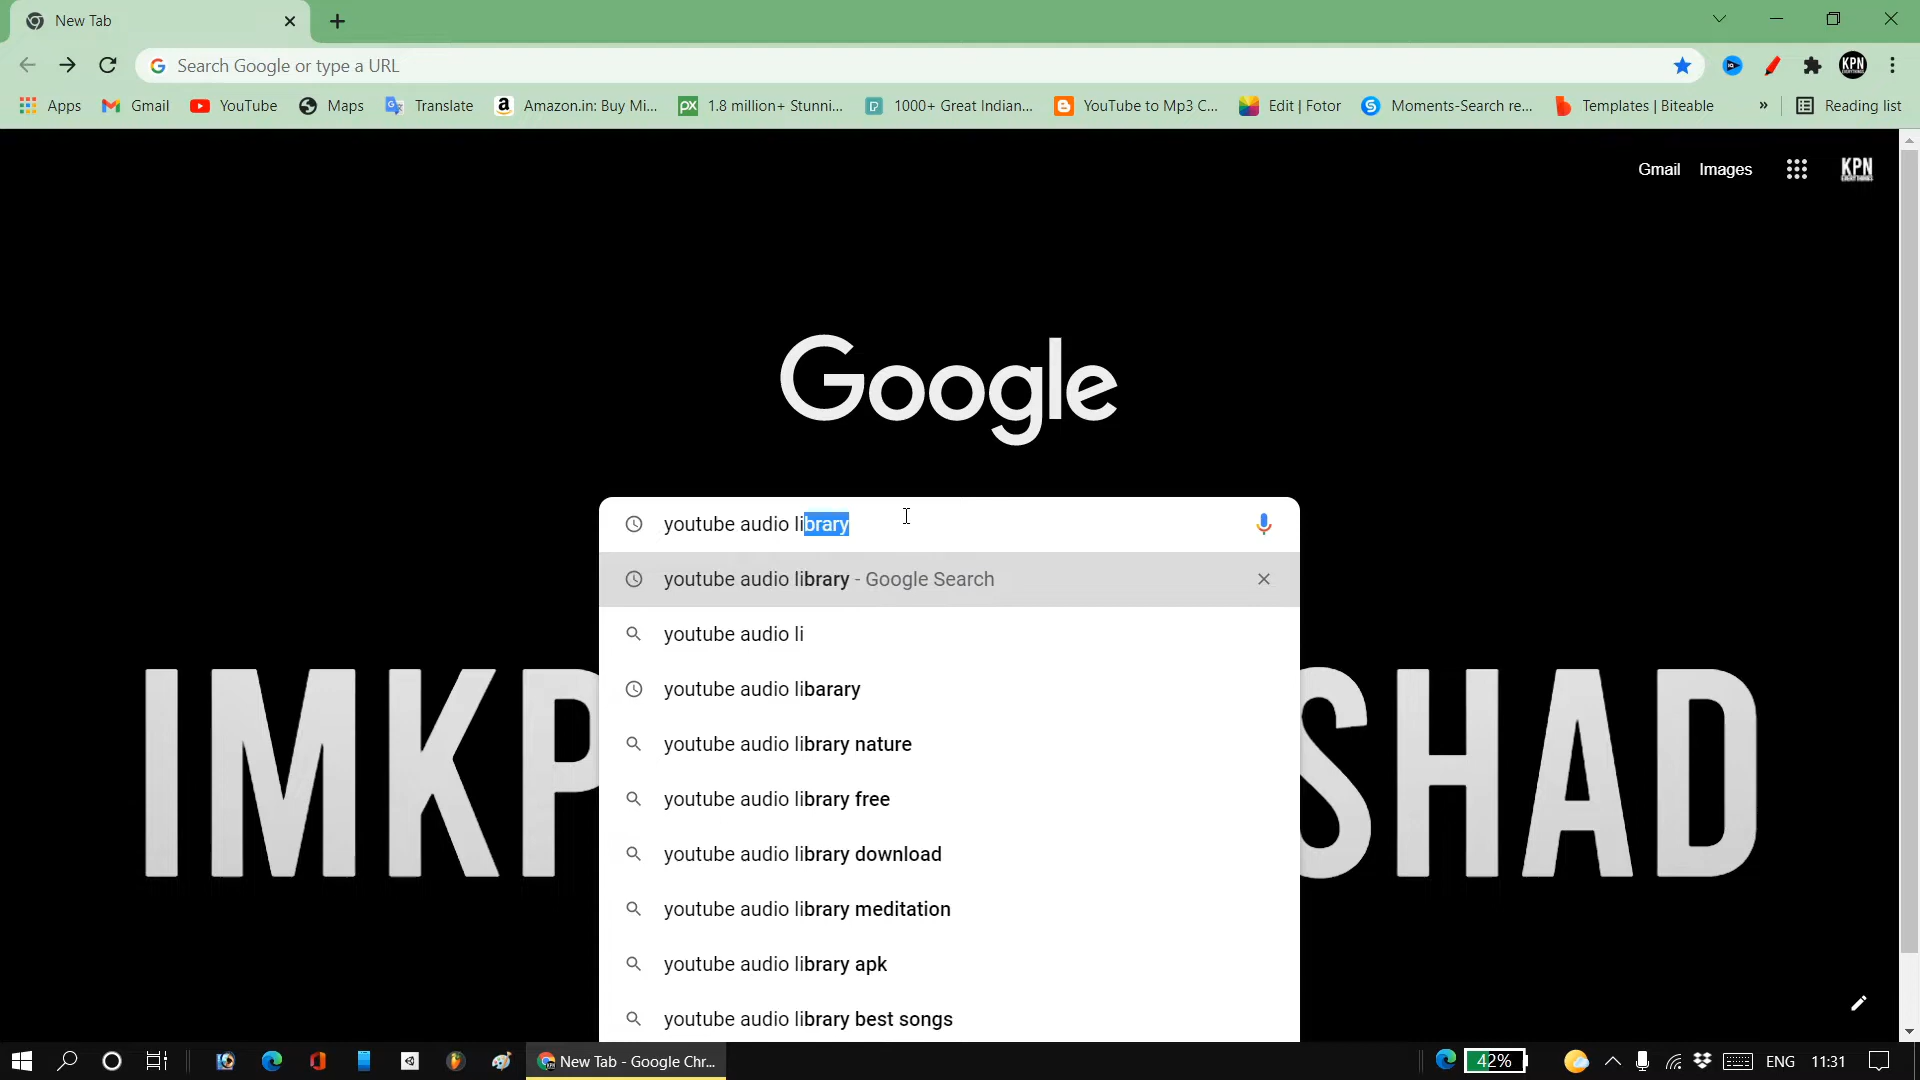 New Tab
Search Google or type a URL
Apps Gmail YouTube Maps Translate Amazon.in: Buy Mi... 1.8 million+ Stunni... 1000+ Great Indian... YouTube to Mp3 C... Edit | Fotor Moments-Search re... Templates | Biteable » Reading list
Gmail Images KPN
Google
youtube audio library
youtube audio library - Google Search
youtube audio li
youtube audio libarary
youtube audio library nature
youtube audio library free
youtube audio library download
youtube audio library meditation
youtube audio library apk
youtube audio library best songs
IMKP SHAD
New Tab - Google Chr... 42% ENG 11:31